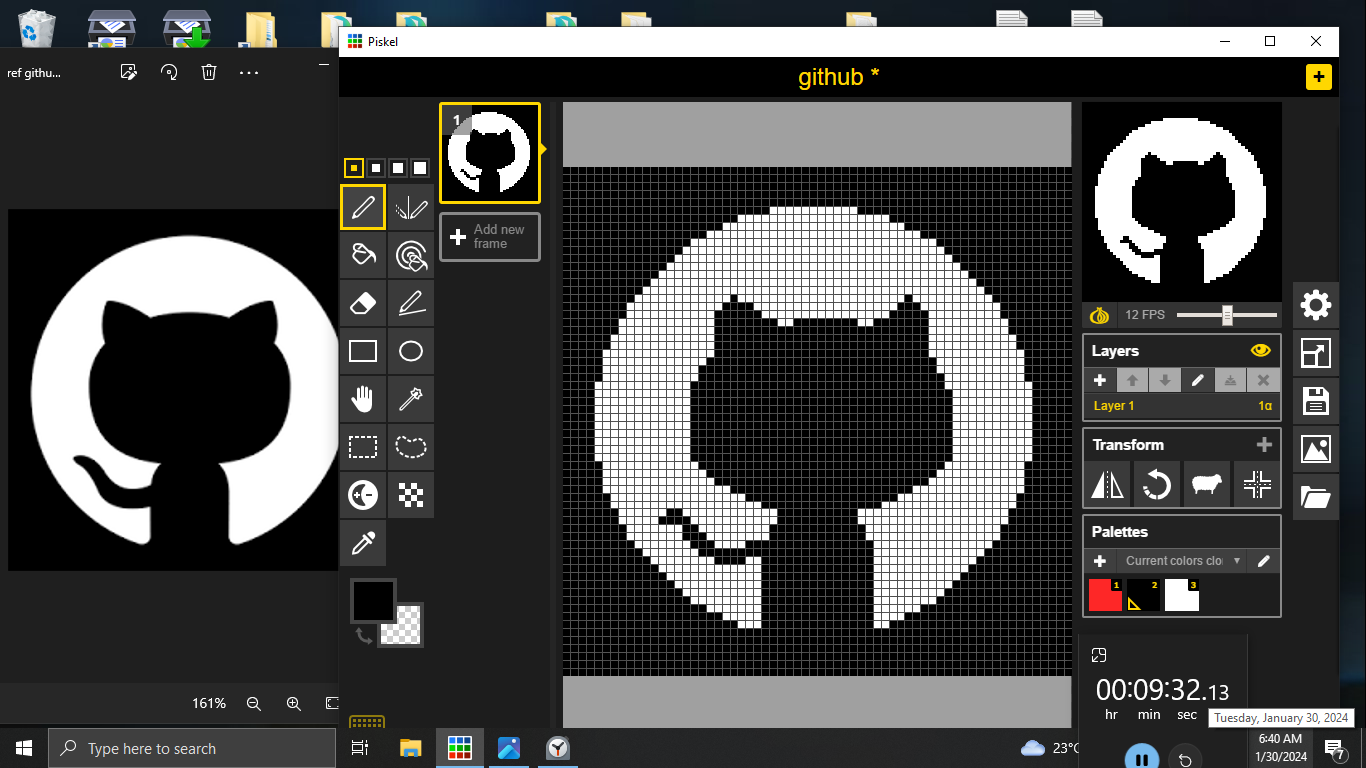 Piskel
ref githu...
github *
1
Add new
frame
12 FPS
Layers
Layer 1
1α
Transform
Palettes
Current colors clo
1
2
3
161%
00:09:32.13
hr
min
sec
Tuesday, January 30, 2024
Type here to search
23°C
6:40 AM
1/30/2024
7